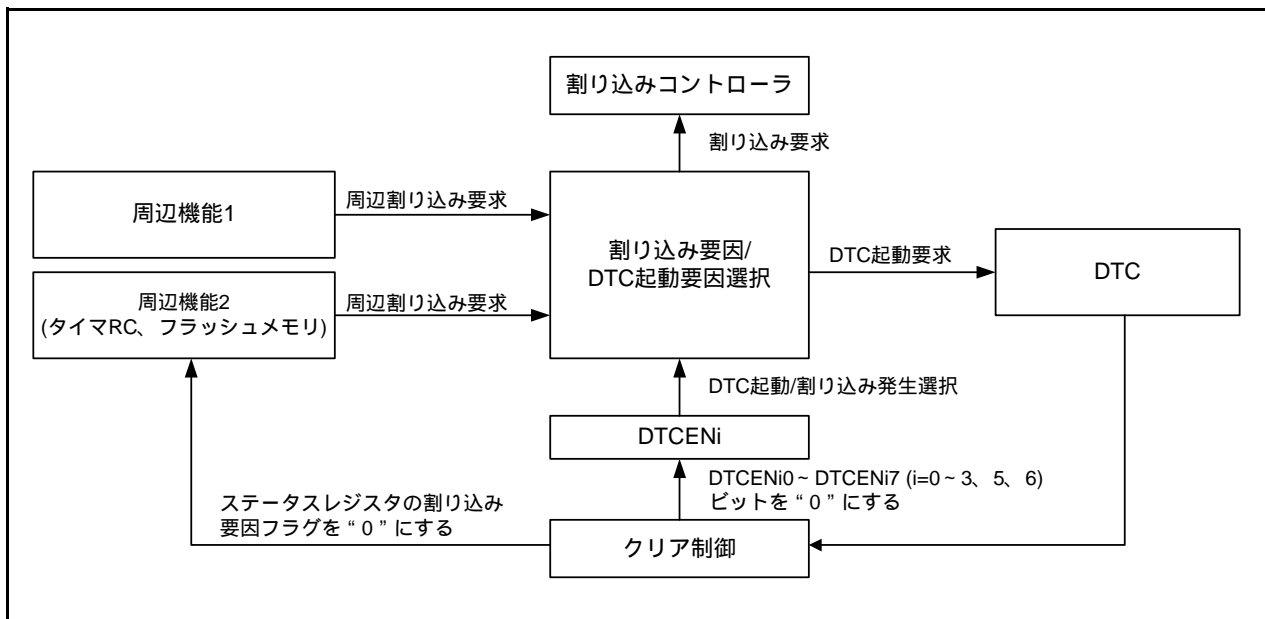 割り込みコントローラ
割り込み要求
周辺機能1
周辺割り込み要求
割り込み要因/
DTC起動要因選択
DTC起動要求
DTC
周辺機能2
(タイマRC、フラッシュメモリ)
周辺割り込み要求
DTC起動/割り込み発生選択
DTCENi
DTCENi0~DTCENi7 (i=0~3、5、6)
ビットを“0”にする
ステータスレジスタの割り込み
要因フラグを“0”にする
クリア制御